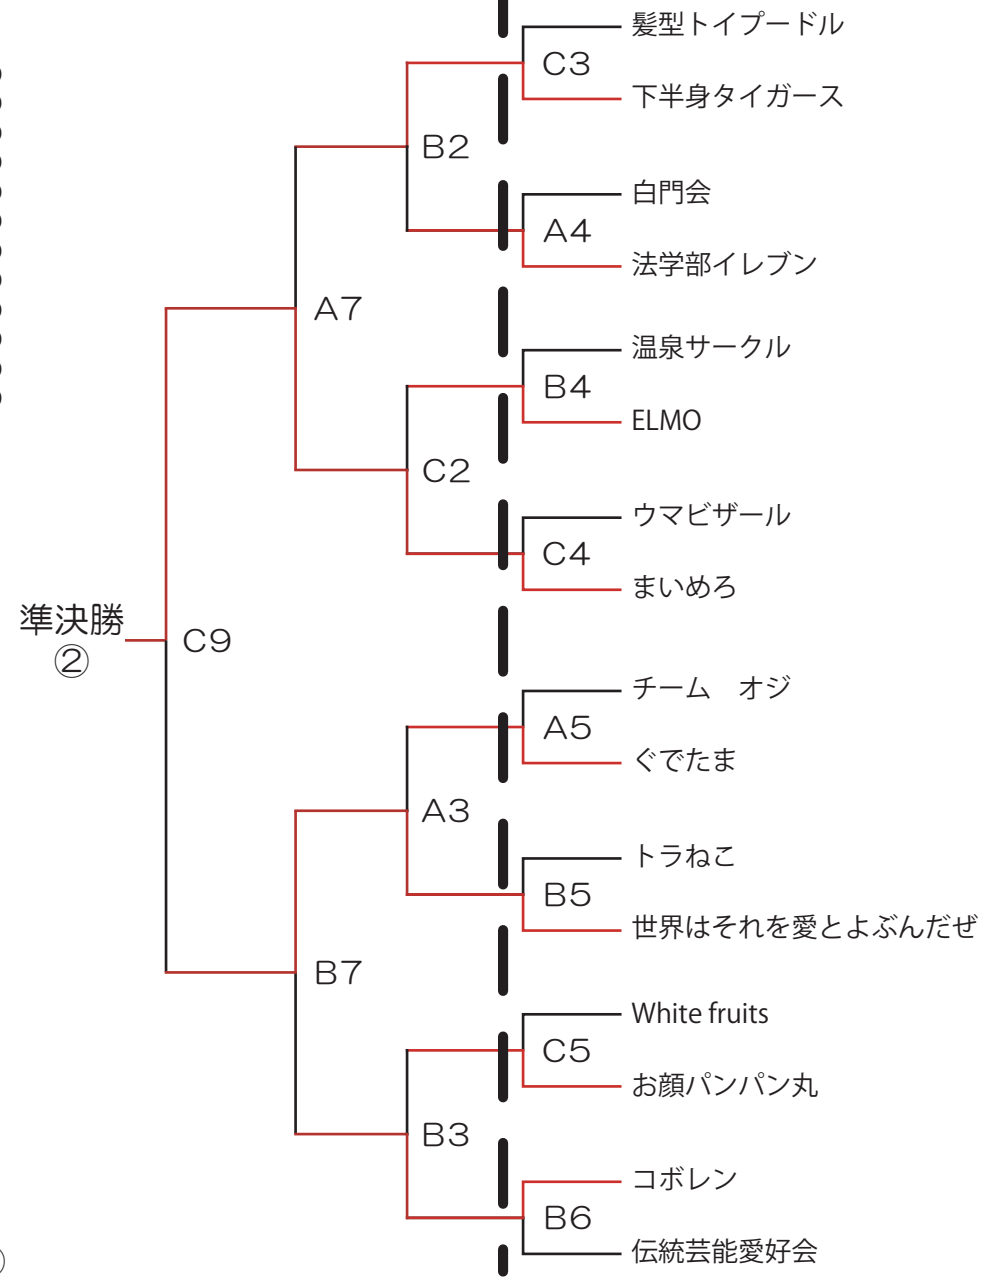 髪型トイプードル
C3
下半身タイガース
B2
白門会
A4
法学部イレブン
A7
温泉サークル
B4
ELMO
C2
ウマビザール
C4
まいめろ
準決勝
②
C9
チーム　オジ
A5
ぐでたま
A3
トラねこ
B5
世界はそれを愛とよぶんだぜ
B7
White fruits
C5
お顔パンパン丸
B3
コボレン
B6
伝統芸能愛好会